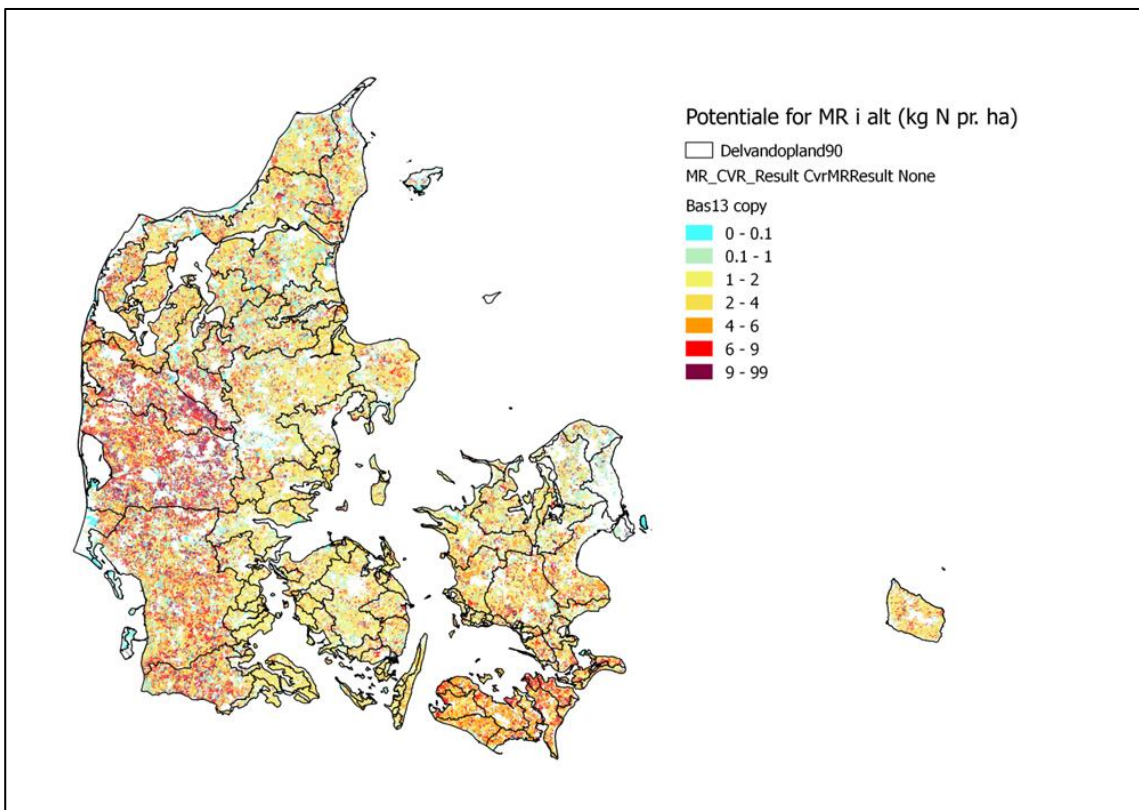 Potentiale for MR i alt (kg N pr. ha)
Delvandopland90
MR_CVR_Result CvrMRResult None
Bas13 copy
0 - 0.1
0.1 - 1
1 - 2
2 - 4
4 - 6
6 - 9
9 - 99